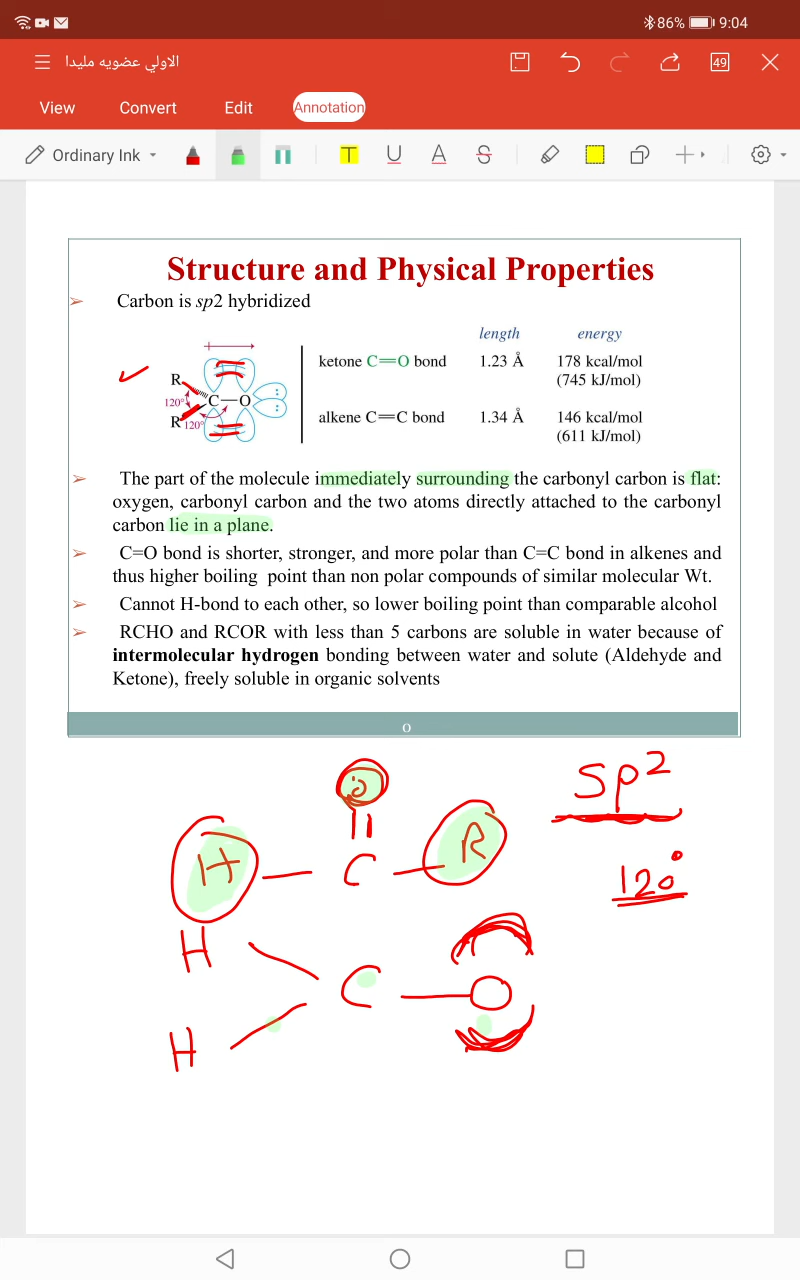 86% 9:04
الاولي عضويه مليدا
49
View Convert Edit Annotation
Ordinary Ink T U A S
Structure and Physical Properties
➢ Carbon is sp2 hybridized
length energy
R
R
120°
120°
C—O
ketone C=O bond 1.23 Å 178 kcal/mol
(745 kJ/mol)
alkene C=C bond 1.34 Å 146 kcal/mol
(611 kJ/mol)
➢ The part of the molecule immediately surrounding the carbonyl carbon is flat:
oxygen, carbonyl carbon and the two atoms directly attached to the carbonyl
carbon lie in a plane.
➢ C=O bond is shorter, stronger, and more polar than C=C bond in alkenes and
thus higher boiling point than non polar compounds of similar molecular Wt.
➢ Cannot H-bond to each other, so lower boiling point than comparable alcohol
➢ RCHO and RCOR with less than 5 carbons are soluble in water because of
intermolecular hydrogen bonding between water and solute (Aldehyde and
Ketone), freely soluble in organic solvents
0
sp2
O
H — C — R
120°
H
C — O
H